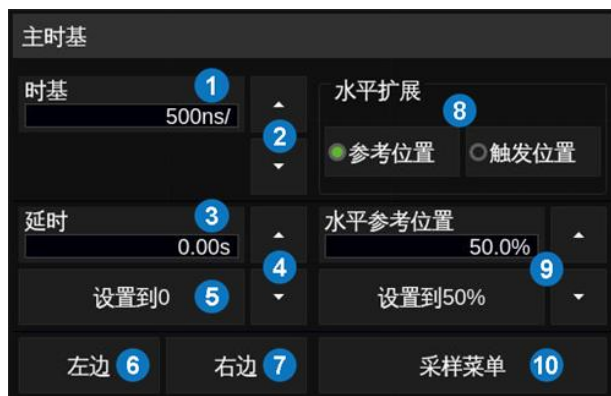 主时基
时基 1
500ns/
2
水平扩展
8
参考位置 触发位置
延时 3
0.00s
4
水平参考位置
50.0%
9
设置到0 5
设置到50%
左边 6 右边 7 采样菜单 10